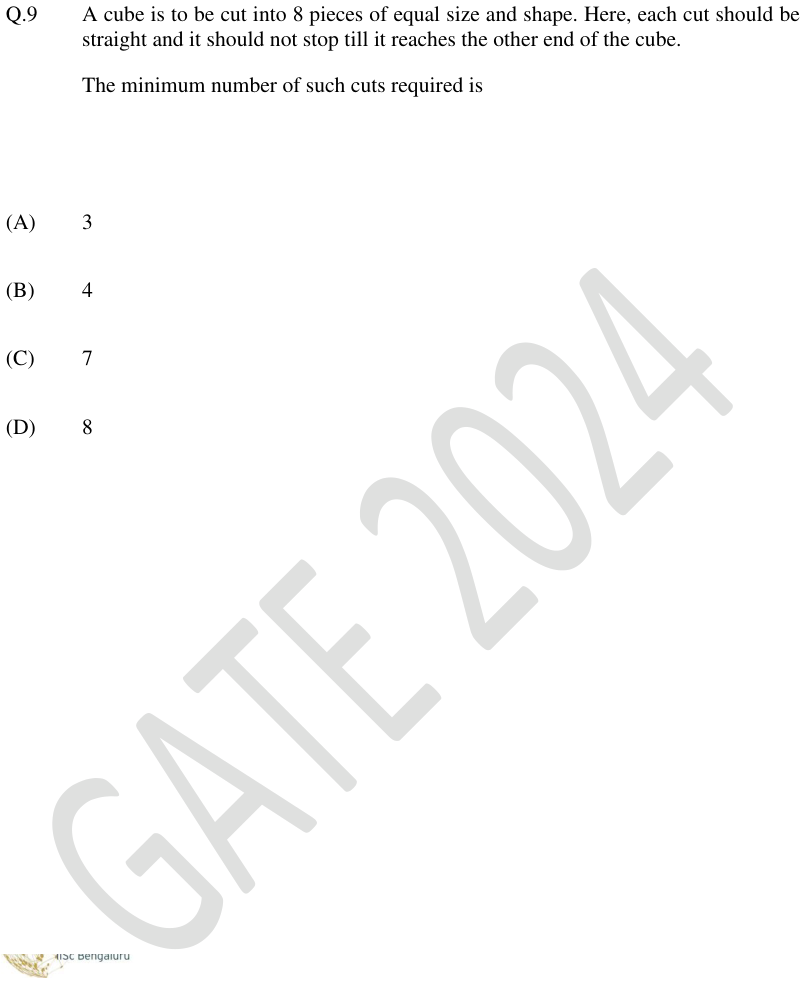 Q.9 A cube is to be cut into 8 pieces of equal size and shape. Here, each cut should be
straight and it should not stop till it reaches the other end of the cube.
The minimum number of such cuts required is
(A) 3
(B) 4
(C) 7
(D) 8
GATE 2024
IISc Bengaluru